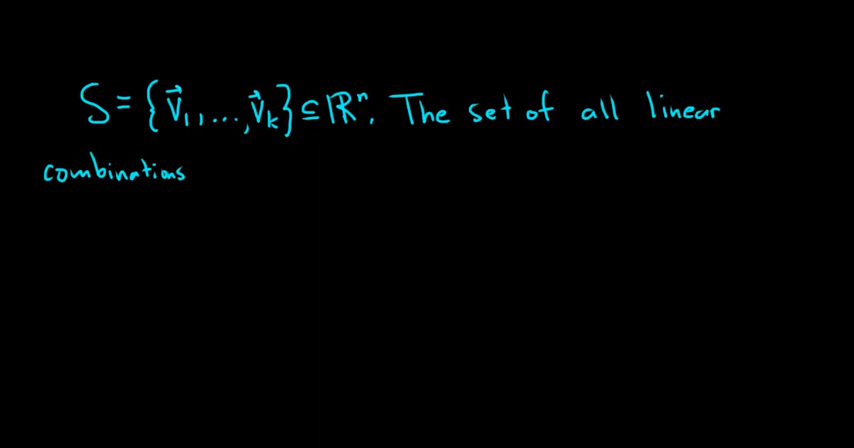 S = {v⃗₁, ..., v⃗ₖ} ⊆ ℝⁿ. The set of all linear
combinations